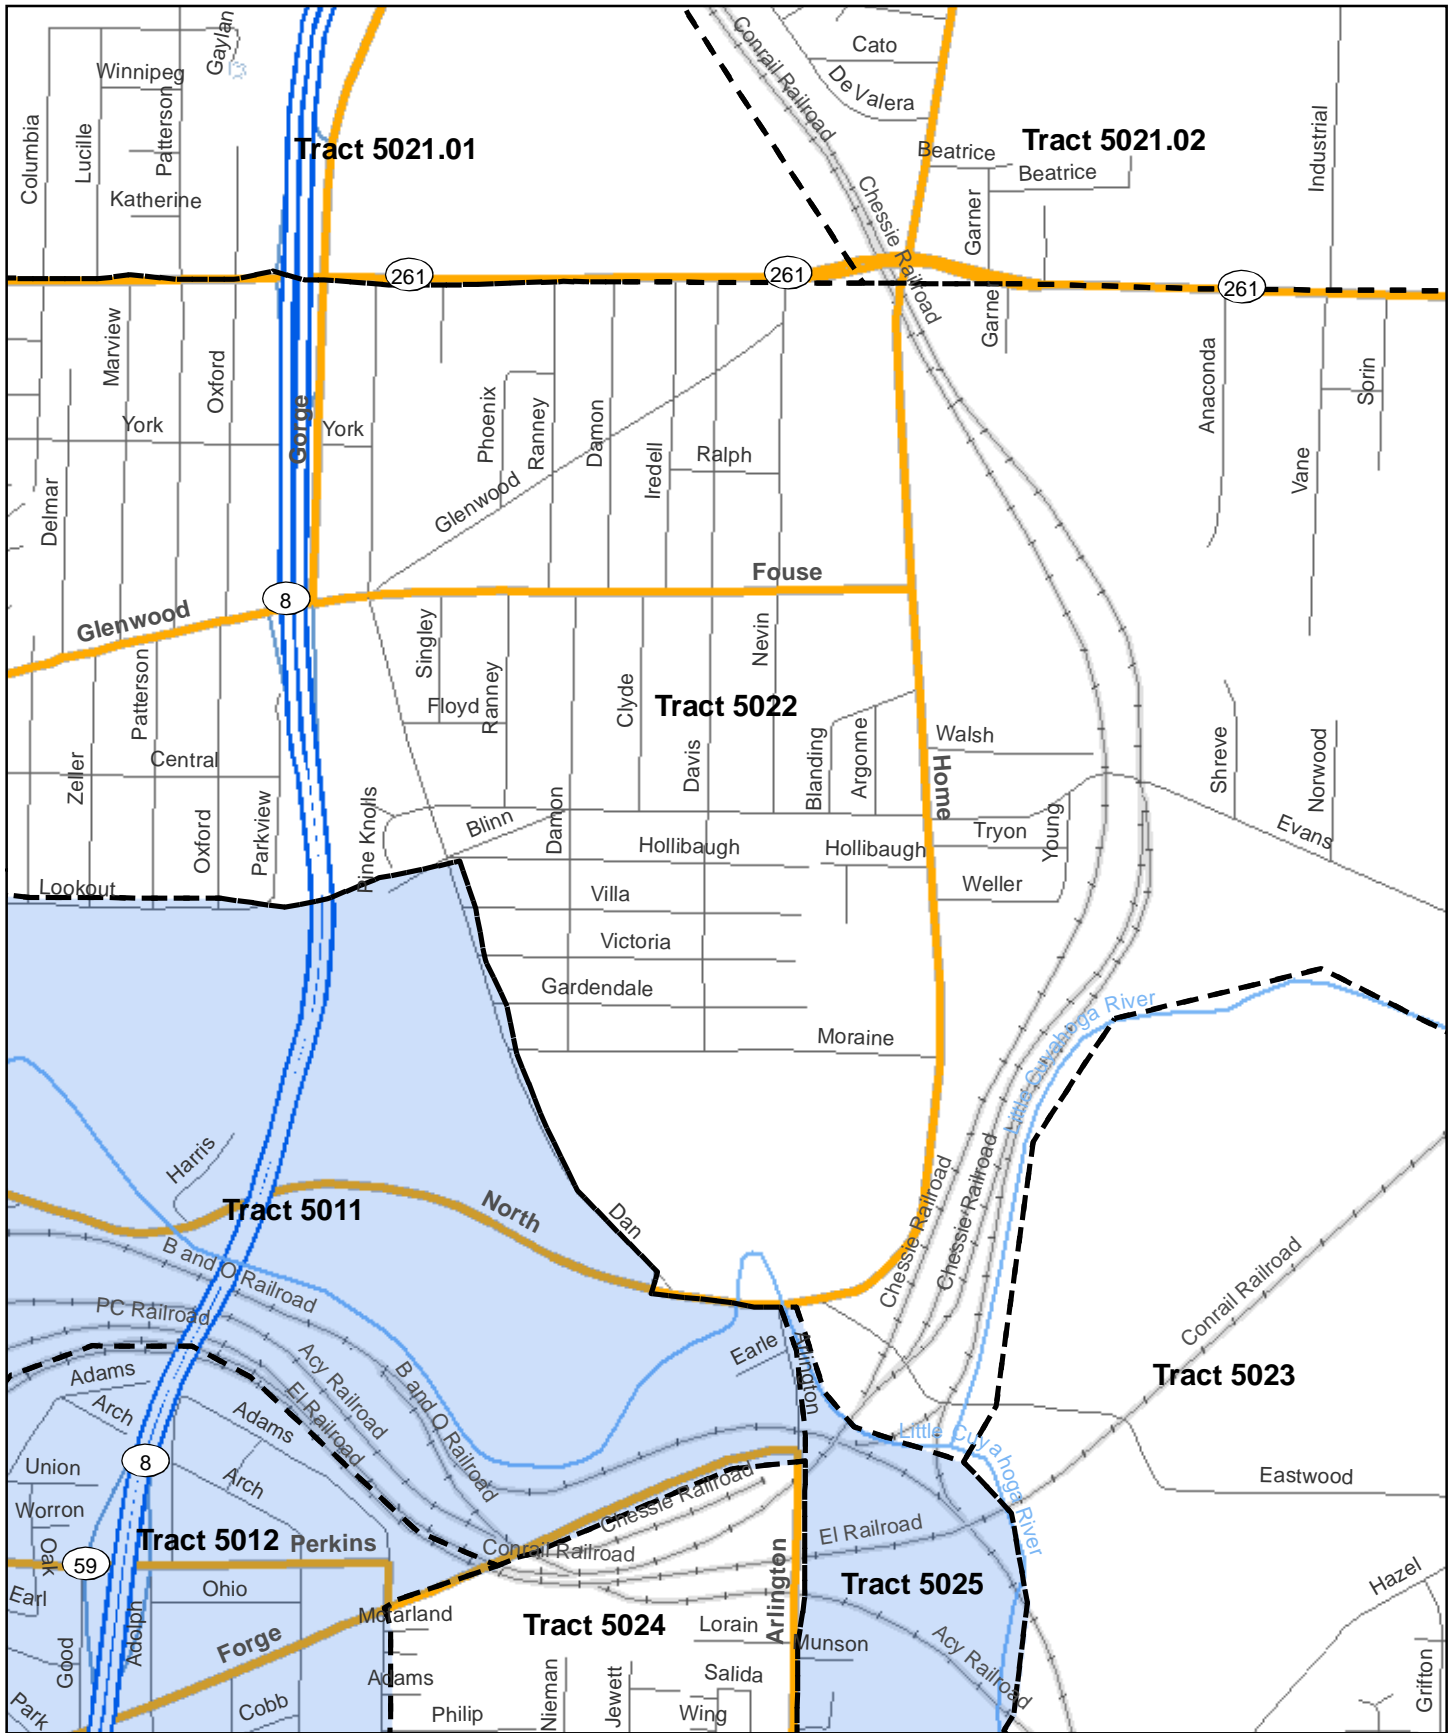 Gaylan
Conrail Railroad
Cato
Winnipeg
De Valera
Columbia
Lucille
Patterson
Tract 5021.01
Tract 5021.02
Industrial
Beatrice
Beatrice
Katherine
Chessie Railroad
Garner
261
261
261
Marview
Oxford
Garner
Anaconda
Sorin
Gorge
York
York
Phoenix
Ranney
Damon
Iredell
Ralph
Vane
Delmar
Glenwood
Fouse
8
Glenwood
Singley
Nevin
Patterson
Ranney
Clyde
Floyd
Tract 5022
Walsh
Central
Zeller
Davis
Blanding
Argonne
Home
Shreve
Norwood
Pine Knolls
Blinn
Damon
Oxford
Parkview
Hollibaugh
Hollibaugh
Tryon
Young
Evans
Lookout
Villa
Weller
Victoria
Gardendale
Little Cuyahoga River
Moraine
Harris
Tract 5011
North
Dan
Chessie Railroad
Chessie Railroad
B and O Railroad
Conrail Railroad
PC Railroad
Acy Railroad
Earle
Arlington
Adams
El Railroad
B and O Railroad
Tract 5023
Arch
Adams
Little Cuyahoga River
8
Union
Arch
Eastwood
Worron
Chessie Railroad
El Railroad
Tract 5012
Perkins
Conrail Railroad
Oak
59
Arlington
Tract 5025
Hazel
Earl
Ohio
Mcfarland
Tract 5024
Lorain
Adolph
Forge
Munson
Acy Railroad
Good
Adams
Salida
Nieman
Jewett
Grifton
Park
Cobb
Philip
Wing